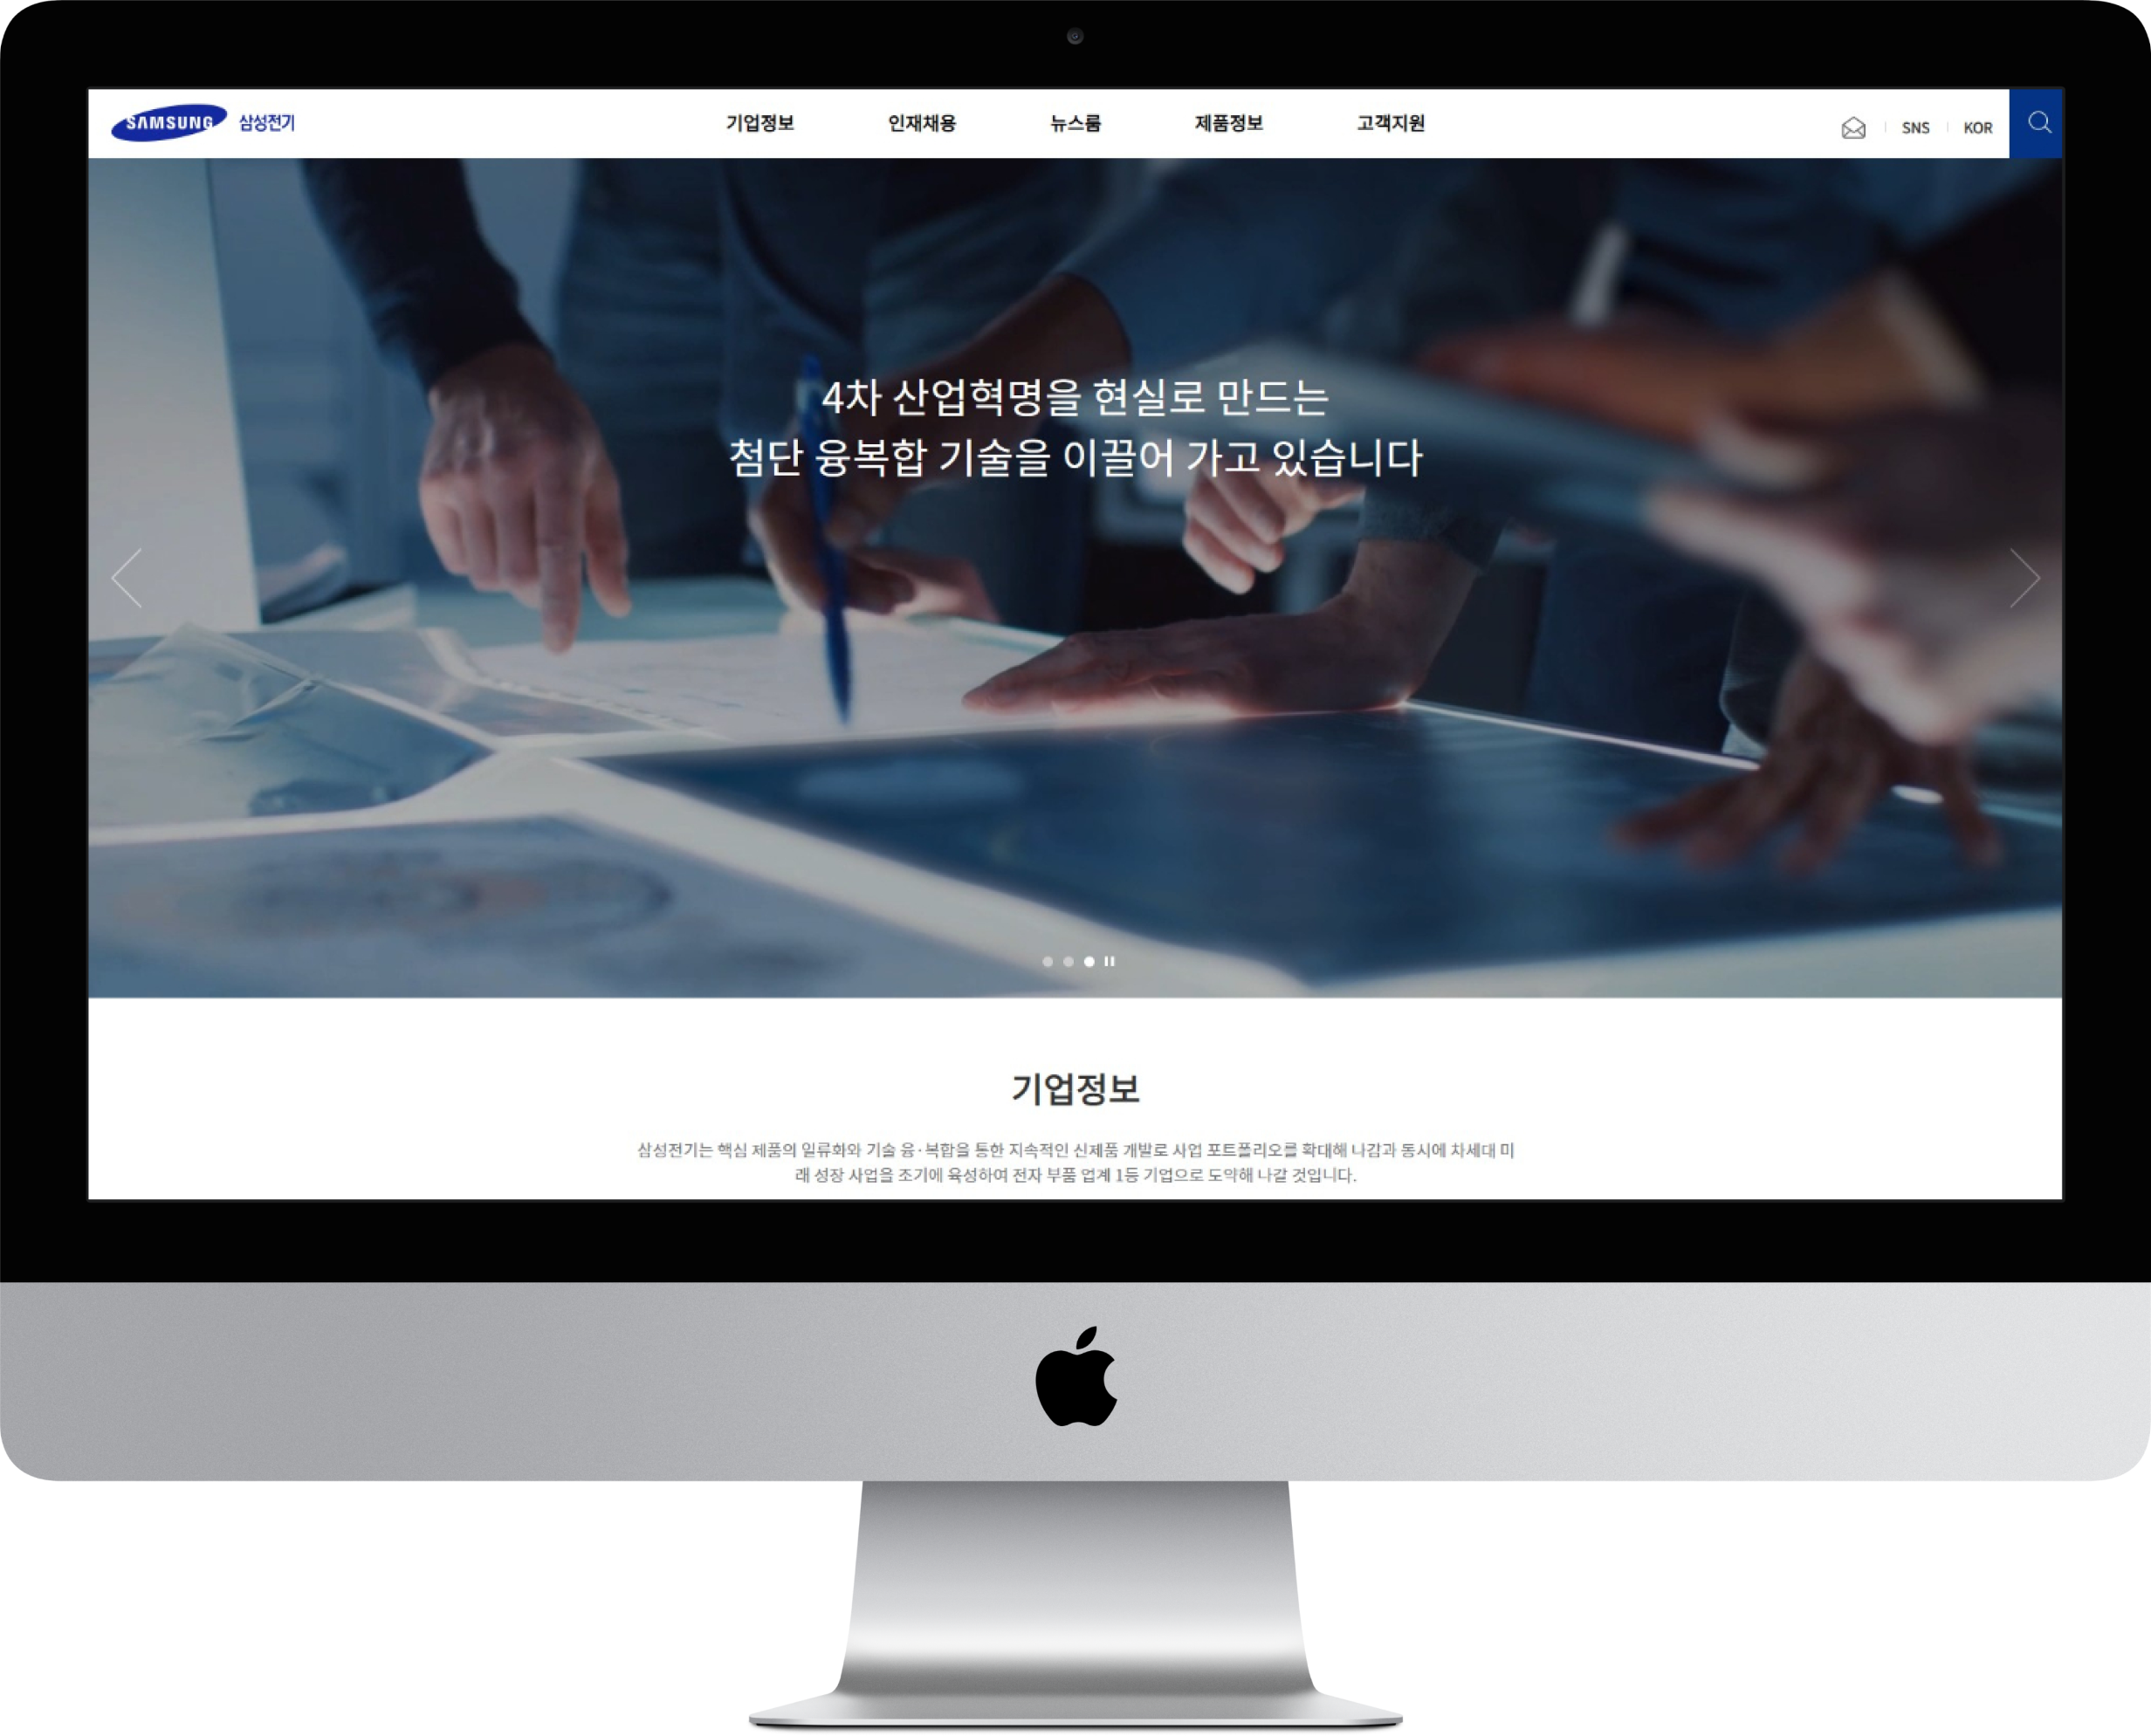 SAMSUNG 삼성전기
기업정보 인재채용 뉴스룸 제품정보 고객지원
SNS KOR
4차 산업혁명을 현실로 만드는
첨단 융복합 기술을 이끌어 가고 있습니다
기업정보
삼성전기는 핵심 제품의 일류화와 기술 융·복합을 통한 지속적인 신제품 개발로 사업 포트폴리오를 확대해 나감과 동시에 차세대 미
래 성장 사업을 조기에 육성하여 전자 부품 업계 1등 기업으로 도약해 나갈 것입니다.